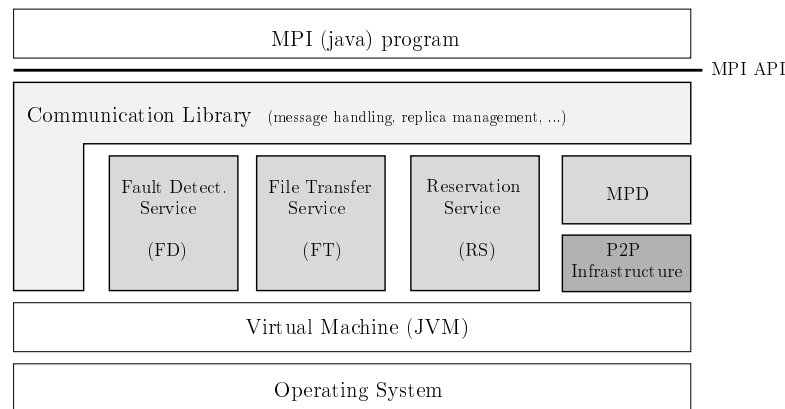 MPI (java) program
MPI API
Communication Library (message handling, replica management, ...)
Fault Detect.
Service
(FD)
File Transfer
Service
(FT)
Reservation
Service
(RS)
MPD
P2P
Infrastructure
Virtual Machine (JVM)
Operating System